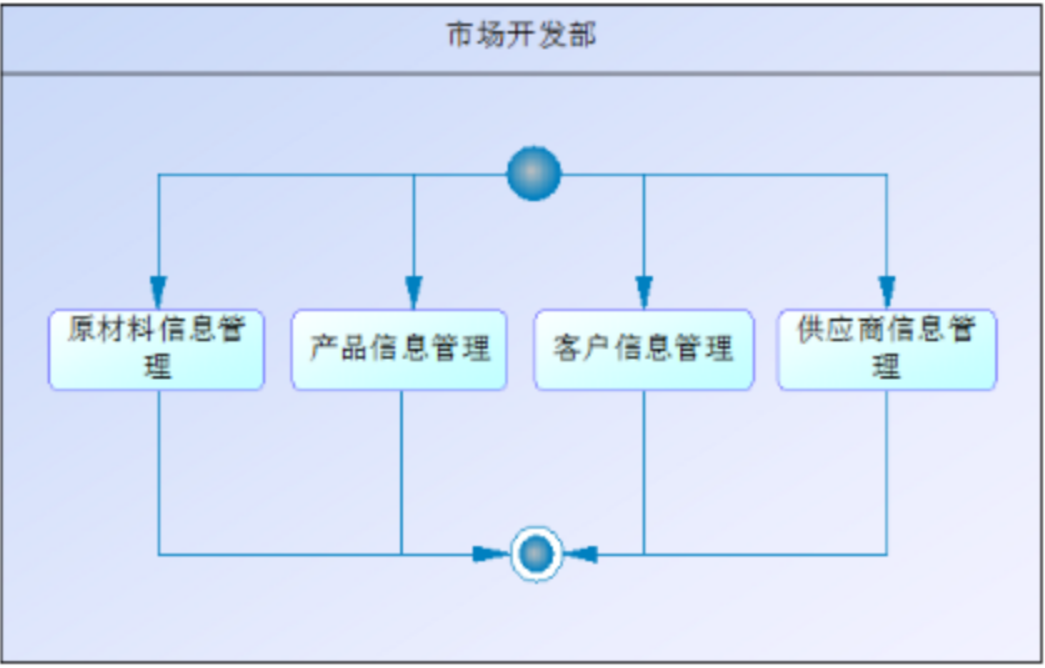 市场开发部
原材料信息管
理
产品信息管理
客户信息管理
供应商信息管
理